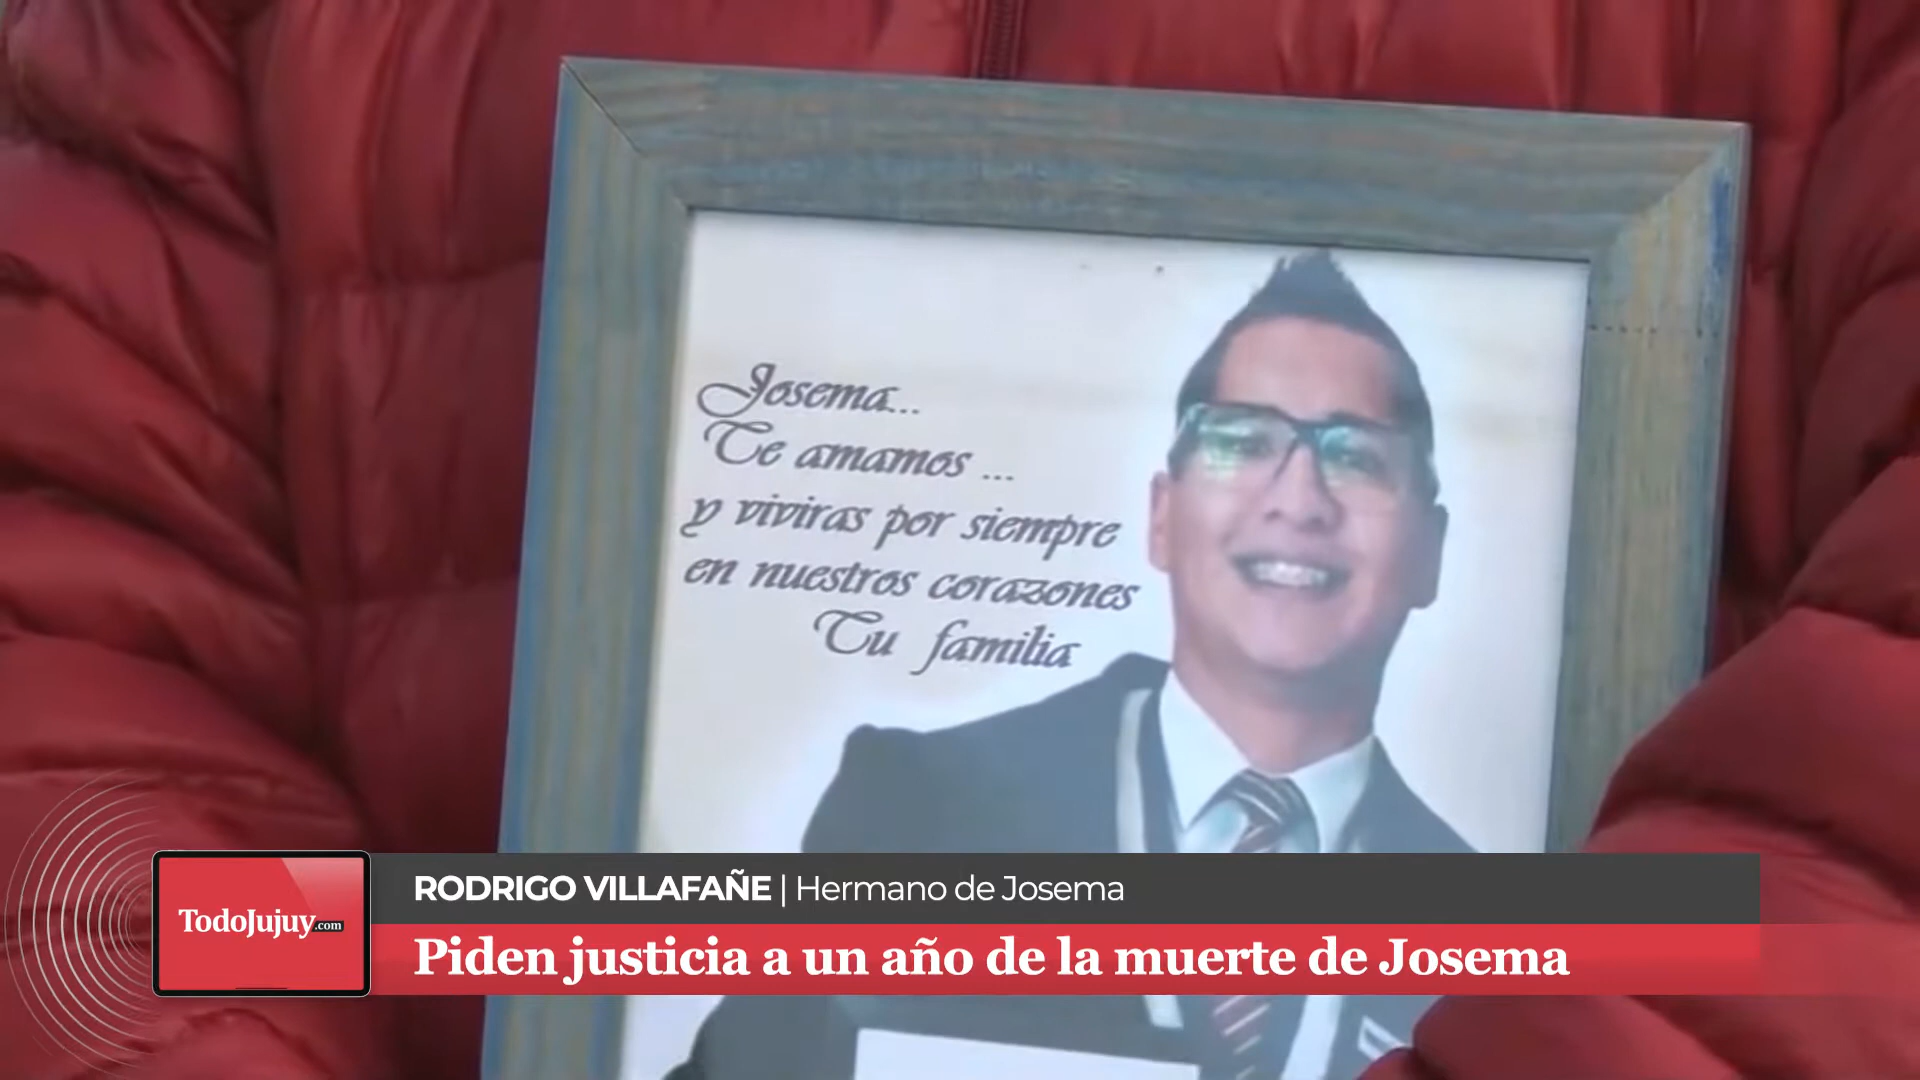 Josema...
Te amamos ...
y viviras por siempre
en nuestros corazones
Tu familia
RODRIGO VILLAFAÑE | Hermano de Josema
TodoJujuy.com
Piden justicia a un año de la muerte de Josema